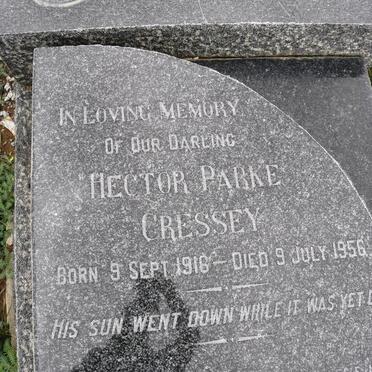 IN LOVING MEMORY
OF OUR DARLING
HECTOR PARKE
CRESSEY
BORN 9 SEPT 1916 — DIED 9 JULY 1956
HIS SUN WENT DOWN WHILE IT WAS YET